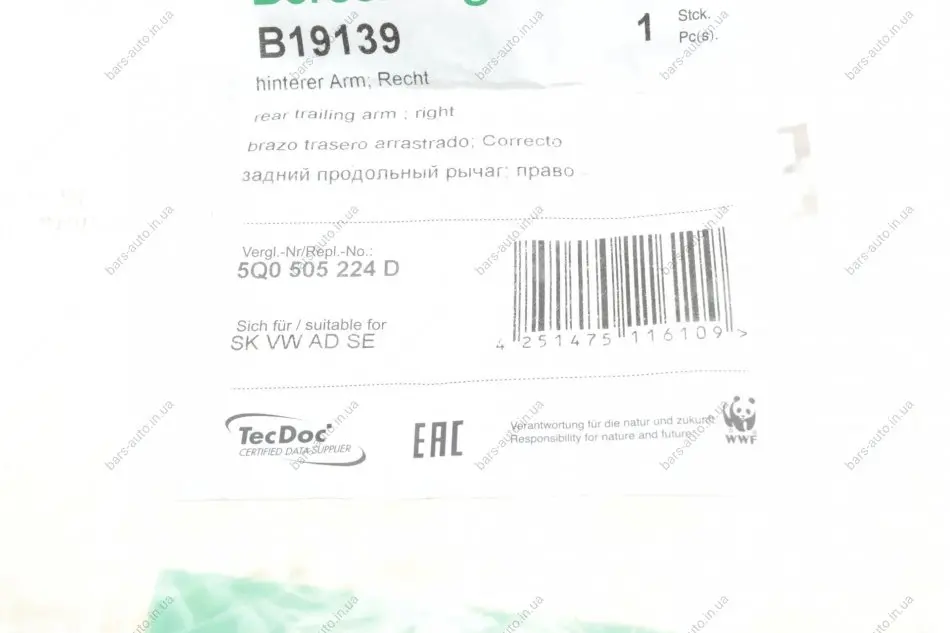 B19139
1 Stck.
Pc(s).
hinterer Arm; Recht
rear trailing arm ; right
brazo trasero arrastrado; Correcto
задний продольный рычаг; право
Vergl.-Nr/Repl.-No.:
5Q0 505 224 D
Sich für / suitable for
SK VW AD SE
4 251475 116109 >
TecDoc
CERTIFIED DATA SUPPLIER
EAC
Verantwortung für die natur und zukunft
Responsibility for nature and future
WWF
bars-auto.in.ua